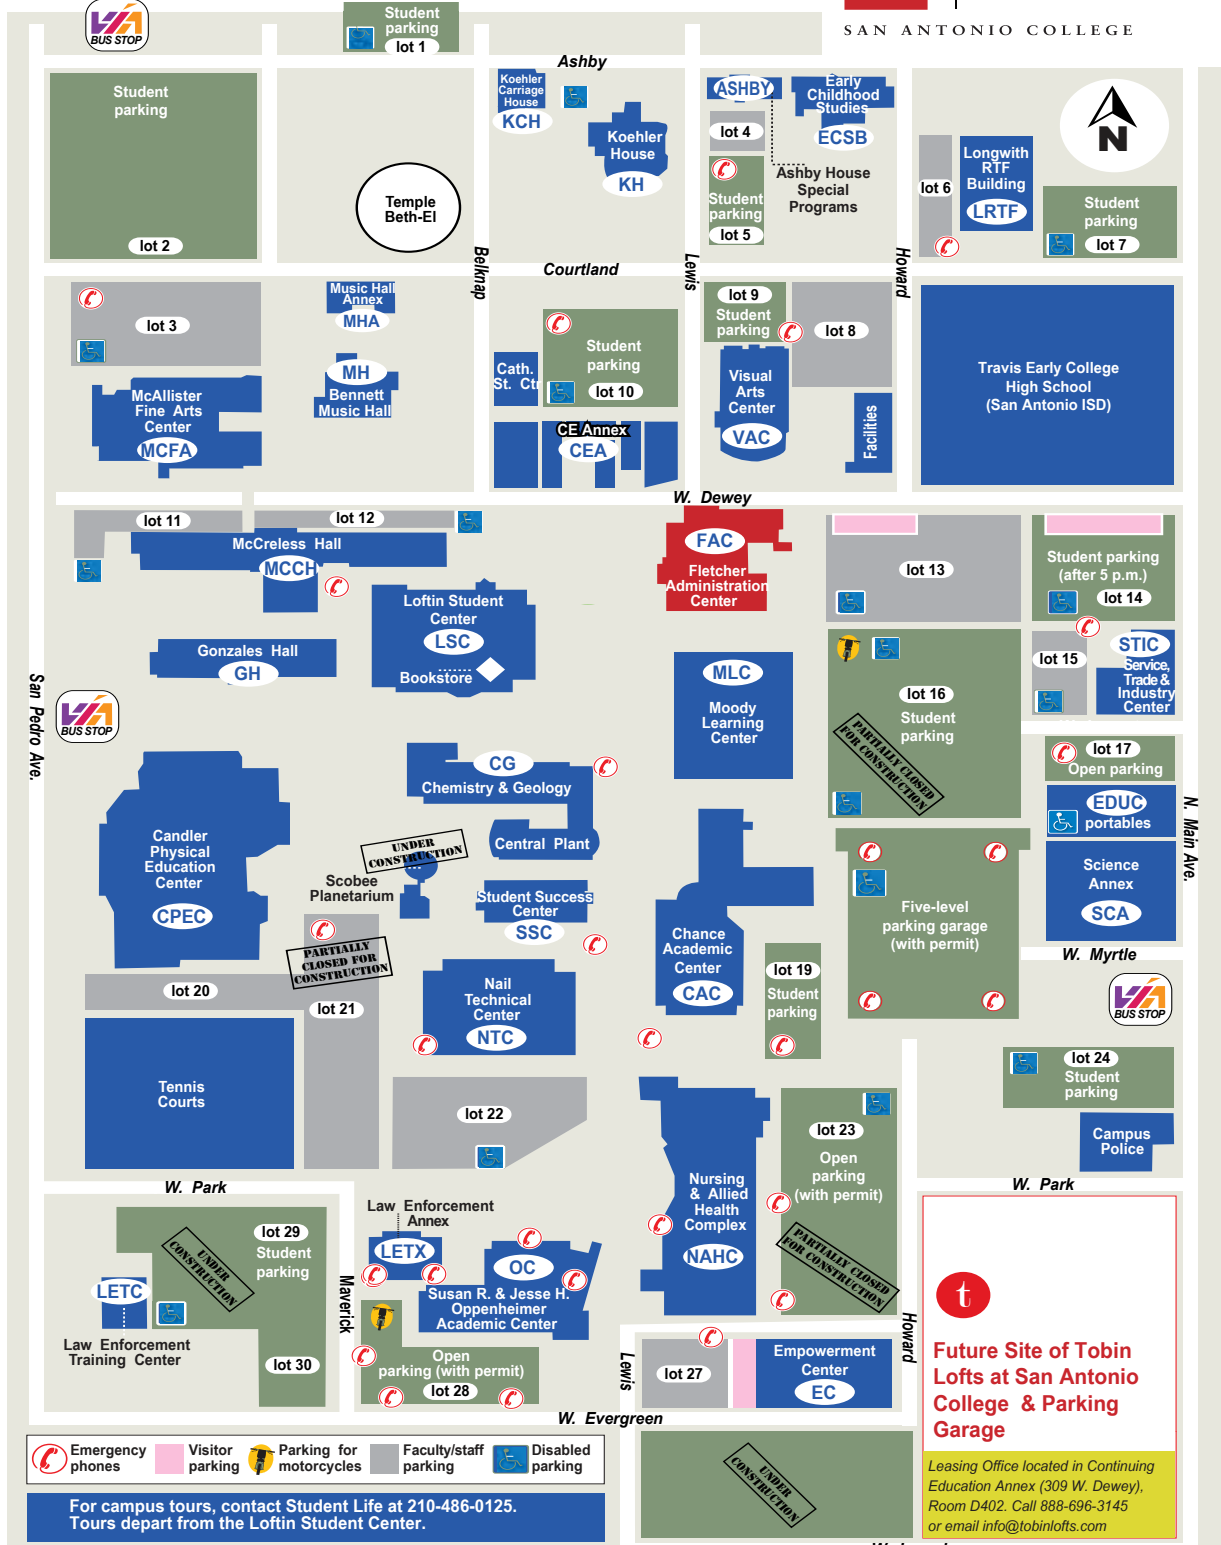 BUS STOP
Student
parking
lot 1
SAN ANTONIO COLLEGE
Ashby
Student
parking
lot 2
Temple
Beth-El
Koehler
Carriage
House
KCH
Koehler
House
KH
ASHBY
lot 4
Student
parking
lot 5
Early
Childhood
Studies
ECSB
Ashby House
Special
Programs
lot 6
Longwith
RTF
Building
LRTF
N
Student
parking
lot 7
Belknap
Courtland
Lewis
Howard
lot 3
McAllister
Fine Arts
Center
MCFA
Music Hall
Annex
MHA
MH
Bennett
Music Hall
Cath.
St. Ctr
Student
parking
lot 10
CE Annex
CEA
lot 9
Student
parking
lot 8
Visual
Arts
Center
VAC
Facilities
Travis Early College
High School
(San Antonio ISD)
W. Dewey
lot 11
lot 12
McCreless Hall
MCCH
Gonzales Hall
GH
Loftin Student
Center
LSC
Bookstore
FAC
Fletcher
Administration
Center
MLC
Moody
Learning
Center
lot 13
Student parking
(after 5 p.m.)
lot 14
lot 15
STIC
Service,
Trade &
Industry
Center
lot 16
Student
parking
PARTIALLY CLOSED
FOR CONSTRUCTION
San Pedro Ave.
BUS STOP
lot 17
Open parking
EDUC
portables
Science
Annex
SCA
N. Main Ave.
W. Myrtle
BUS STOP
Candler
Physical
Education
Center
CPEC
CG
Chemistry & Geology
Central Plant
UNDER
CONSTRUCTION
Scobee
Planetarium
Student Success
Center
SSC
PARTIALLY
CLOSED FOR
CONSTRUCTION
Chance
Academic
Center
CAC
Five-level
parking garage
(with permit)
lot 19
Student
parking
lot 20
lot 21
Nail
Technical
Center
NTC
Tennis
Courts
lot 22
lot 24
Student
parking
Campus
Police
lot 23
Open
parking
(with permit)
PARTIALLY CLOSED
FOR CONSTRUCTION
Nursing
& Allied
Health
Complex
NAHC
W. Park
W. Park
lot 29
Student
parking
UNDER
CONSTRUCTION
LETC
Law Enforcement
Training Center
lot 30
Maverick
Law Enforcement
Annex
LETX
OC
Susan R. & Jesse H.
Oppenheimer
Academic Center
Open
parking (with permit)
lot 28
Lewis
lot 27
Empowerment
Center
EC
Howard
W. Evergreen
t
Future Site of Tobin
Lofts at San Antonio
College & Parking
Garage
Leasing Office located in Continuing
Education Annex (309 W. Dewey),
Room D402. Call 888-696-3145
or email info@tobinlofts.com
Emergency
phones
Visitor
parking
Parking for
motorcycles
Faculty/staff
parking
Disabled
parking
UNDER
CONSTRUCTION
For campus tours, contact Student Life at 210-486-0125.
Tours depart from the Loftin Student Center.